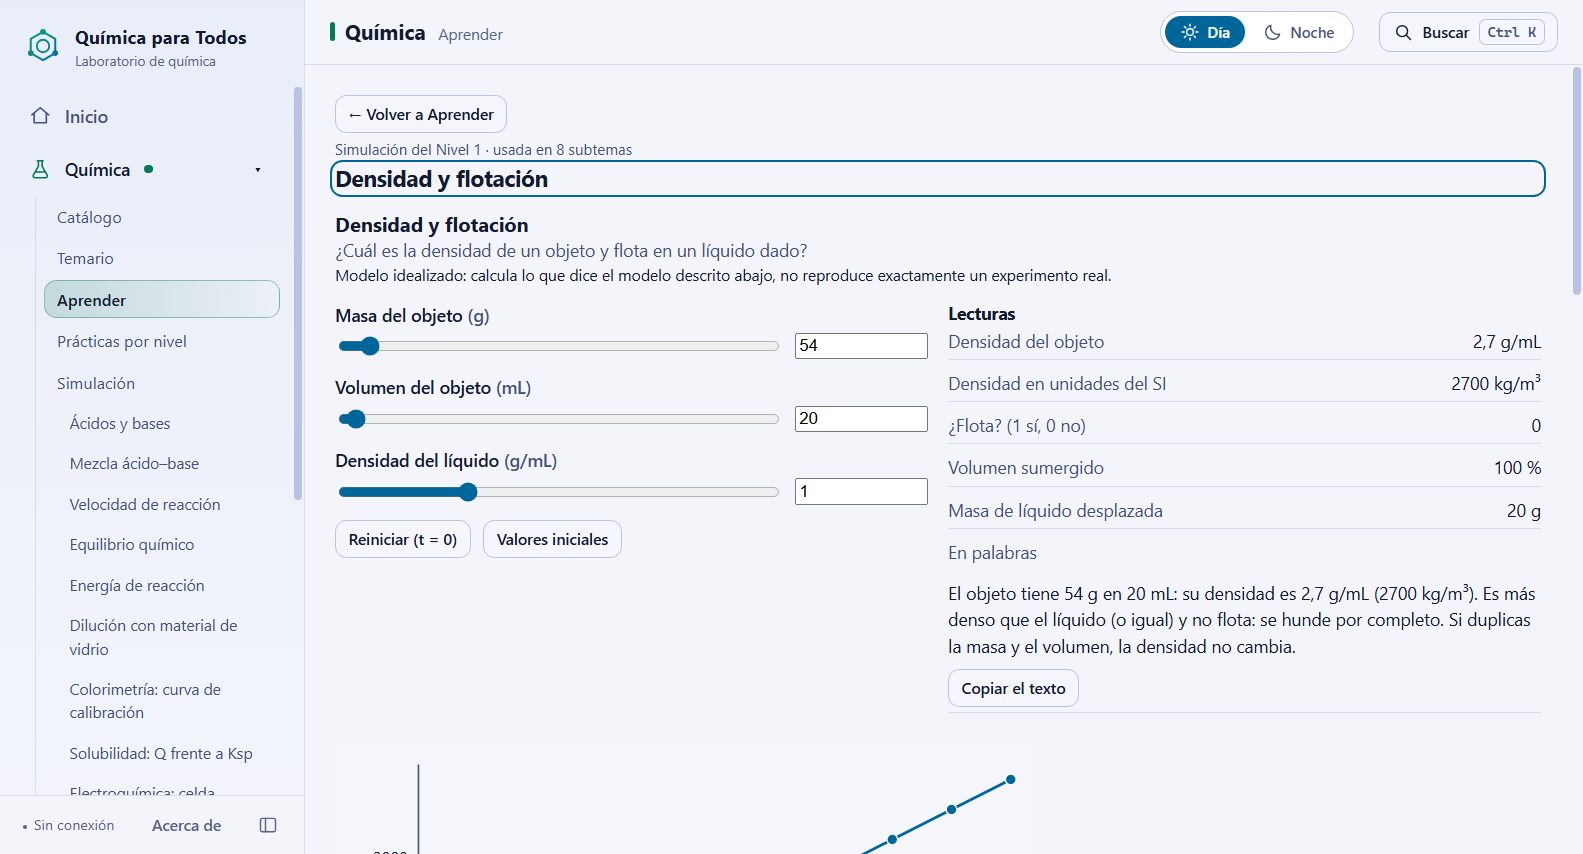 Química para Todos
Laboratorio de química
Inicio
Química
Catálogo
Temario
Aprender
Prácticas por nivel
Simulación
Ácidos y bases
Mezcla ácido–base
Velocidad de reacción
Equilibrio químico
Energía de reacción
Dilución con material de
vidrio
Colorimetría: curva de
calibración
Solubilidad: Q frente a Ksp
Electroquímica: celda
Sin conexión
Acerca de
Química Aprender
Día
Noche
Buscar Ctrl K
← Volver a Aprender
Simulación del Nivel 1 · usada en 8 subtemas
Densidad y flotación
Densidad y flotación
¿Cuál es la densidad de un objeto y flota en un líquido dado?
Modelo idealizado: calcula lo que dice el modelo descrito abajo, no reproduce exactamente un experimento real.
Masa del objeto (g)
54
Volumen del objeto (mL)
20
Densidad del líquido (g/mL)
1
Reiniciar (t = 0)
Valores iniciales
Lecturas
Densidad del objeto 2,7 g/mL
Densidad en unidades del SI 2700 kg/m³
¿Flota? (1 sí, 0 no) 0
Volumen sumergido 100 %
Masa de líquido desplazada 20 g
En palabras
El objeto tiene 54 g en 20 mL: su densidad es 2,7 g/mL (2700 kg/m³). Es más
denso que el líquido (o igual) y no flota: se hunde por completo. Si duplicas
la masa y el volumen, la densidad no cambia.
Copiar el texto